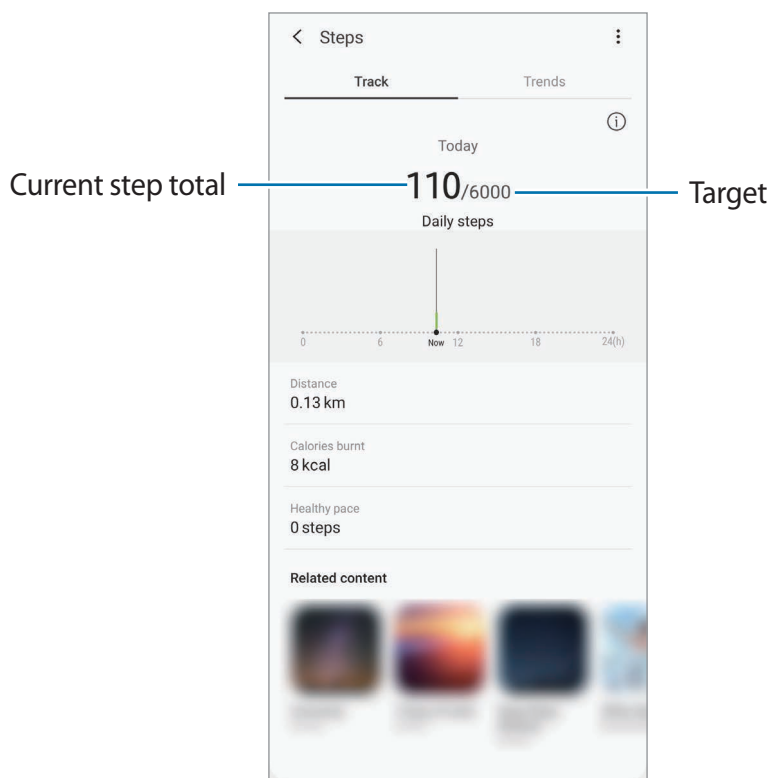 Steps
Track Trends
Today
Current step total 110/6000 Target
Daily steps
0 6 Now 12 18 24(h)
Distance
0.13 km
Calories burnt
8 kcal
Healthy pace
0 steps
Related content